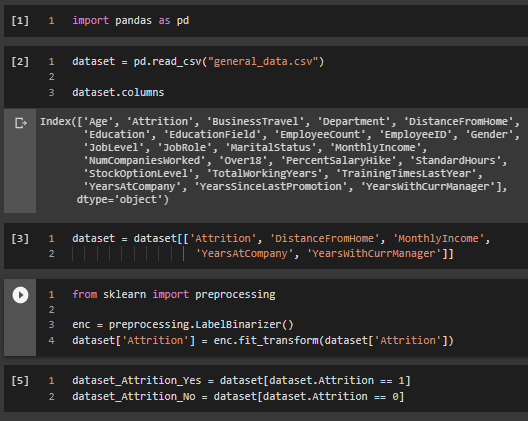 [1] 1 import pandas as pd
[2] 1 dataset = pd.read_csv("general_data.csv")
2
3 dataset.columns
Index(['Age', 'Attrition', 'BusinessTravel', 'Department', 'DistanceFromHome',
'Education', 'EducationField', 'EmployeeCount', 'EmployeeID', 'Gender',
'JobLevel', 'JobRole', 'MaritalStatus', 'MonthlyIncome',
'NumCompaniesWorked', 'Over18', 'PercentSalaryHike', 'StandardHours',
'StockOptionLevel', 'TotalWorkingYears', 'TrainingTimesLastYear',
'YearsAtCompany', 'YearsSinceLastPromotion', 'YearsWithCurrManager'],
dtype='object')
[3] 1 dataset = dataset[['Attrition', 'DistanceFromHome', 'MonthlyIncome',
2 'YearsAtCompany', 'YearsWithCurrManager']]
1 from sklearn import preprocessing
2
3 enc = preprocessing.LabelBinarizer()
4 dataset['Attrition'] = enc.fit_transform(dataset['Attrition'])
[5] 1 dataset_Attrition_Yes = dataset[dataset.Attrition == 1]
2 dataset_Attrition_No = dataset[dataset.Attrition == 0]